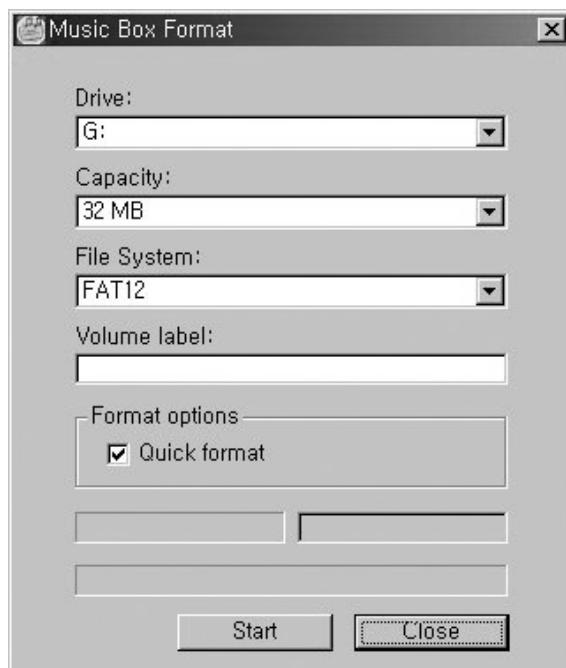 Music Box Format
Drive:
G:
Capacity:
32 MB
File System:
FAT12
Volume label:
Format options
Quick format
Start
Close